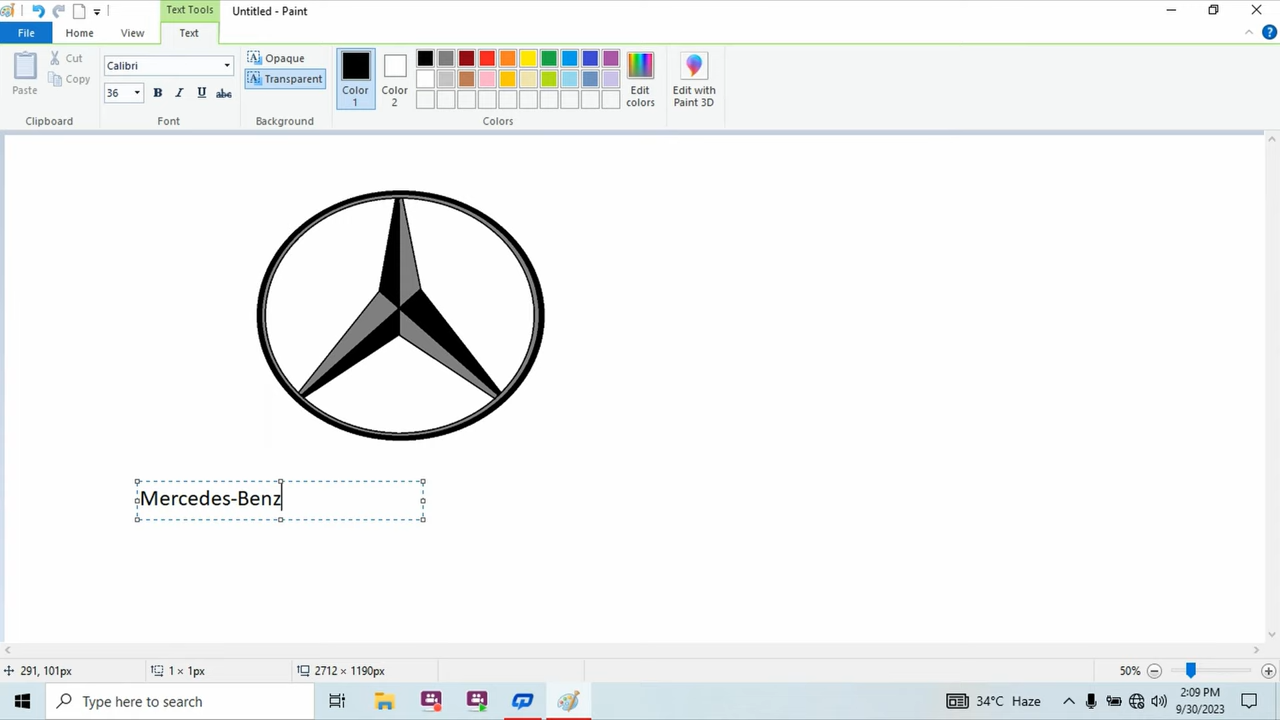 Text Tools
Untitled - Paint
File
Home
View
Text
Paste
Cut
Copy
Clipboard
Calibri
36
B I U abc
Font
Opaque
Transparent
Background
Color 1
Color 2
Edit colors
Colors
Edit with Paint 3D
Mercedes-Benz
291, 101px
1 × 1px
2712 × 1190px
50%
Type here to search
34°C Haze
2:09 PM
9/30/2023